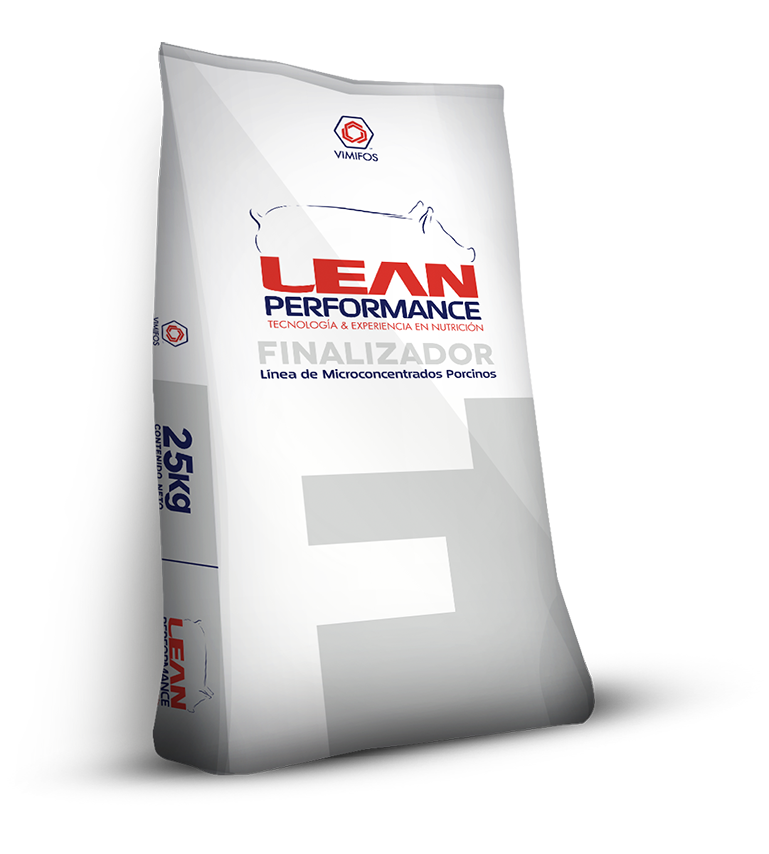 VIMIFOS
LEAN
PERFORMANCE
TECNOLOGÍA & EXPERIENCIA EN NUTRICIÓN
FINALIZADOR
Línea de Microconcentrados Porcinos
VIMIFOS
25kg
CONTENIDO NETO
LEAN
PERFORMANCE